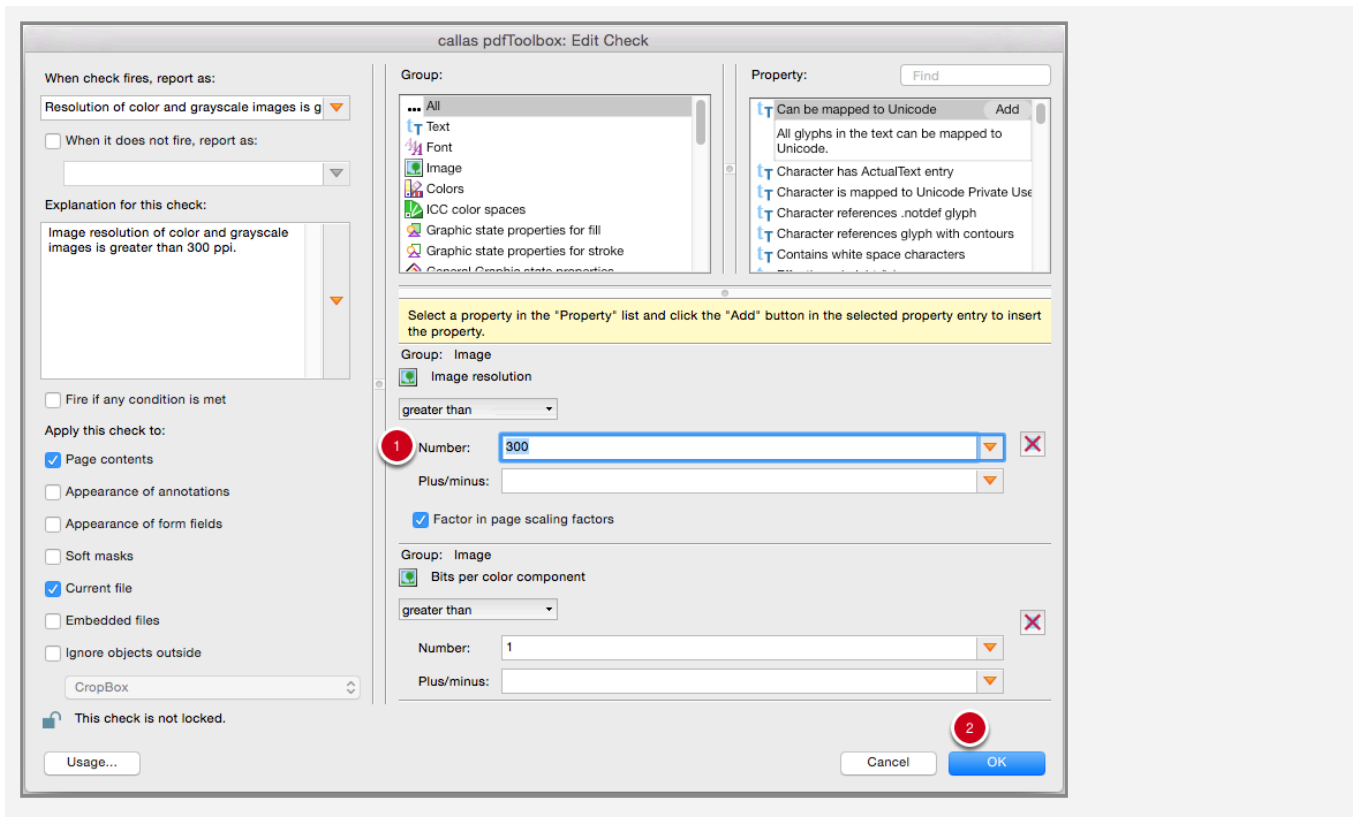 callas pdfToolbox: Edit Check
When check fires, report as:
Resolution of color and grayscale images is g
When it does not fire, report as:
Explanation for this check:
Image resolution of color and grayscale
images is greater than 300 ppi.
Fire if any condition is met
Apply this check to:
Page contents
Appearance of annotations
Appearance of form fields
Soft masks
Current file
Embedded files
Ignore objects outside
CropBox
This check is not locked.
Usage...
Group:
... All
Text
Font
Image
Colors
ICC color spaces
Graphic state properties for fill
Graphic state properties for stroke
General Graphic state properties
Property:
Find
Can be mapped to Unicode Add
All glyphs in the text can be mapped to
Unicode.
Character has ActualText entry
Character is mapped to Unicode Private Use
Character references .notdef glyph
Character references glyph with contours
Contains white space characters
Select a property in the "Property" list and click the "Add" button in the selected property entry to insert
the property.
Group: Image
Image resolution
greater than
1 Number: 300
Plus/minus:
Factor in page scaling factors
Group: Image
Bits per color component
greater than
Number: 1
Plus/minus:
2
Cancel OK